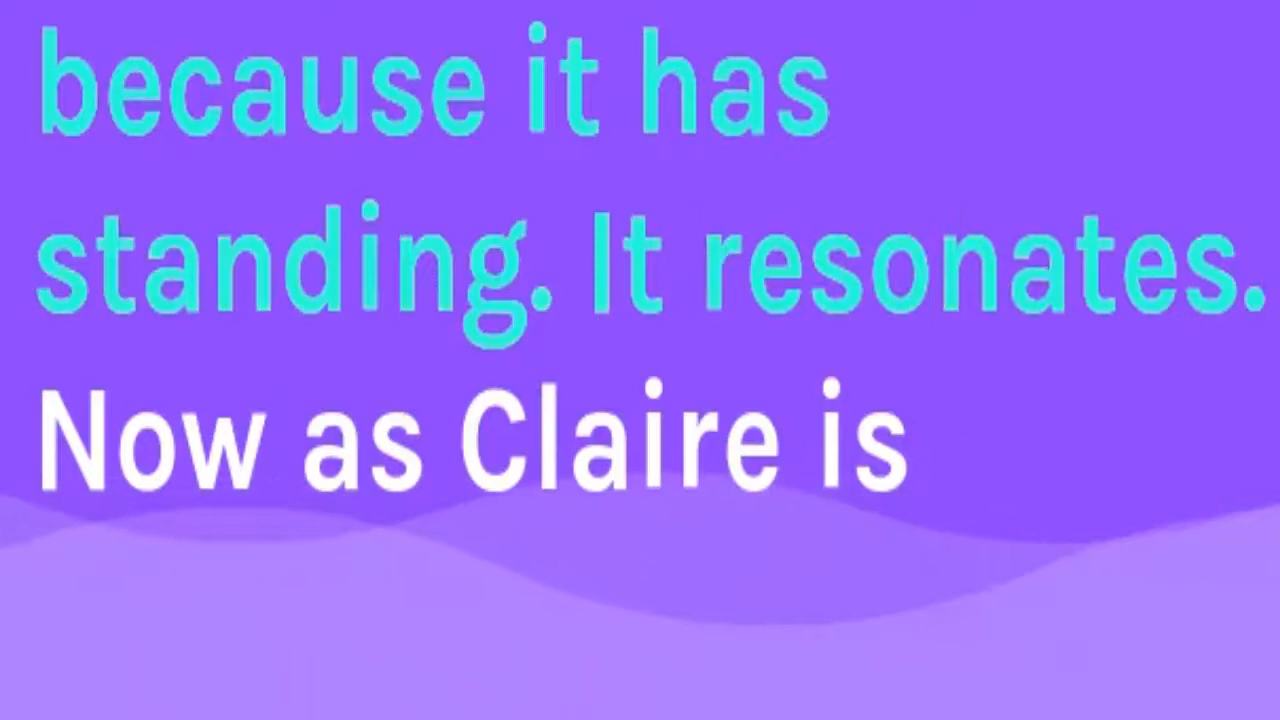 because it has
standing. It resonates.
Now as Claire is